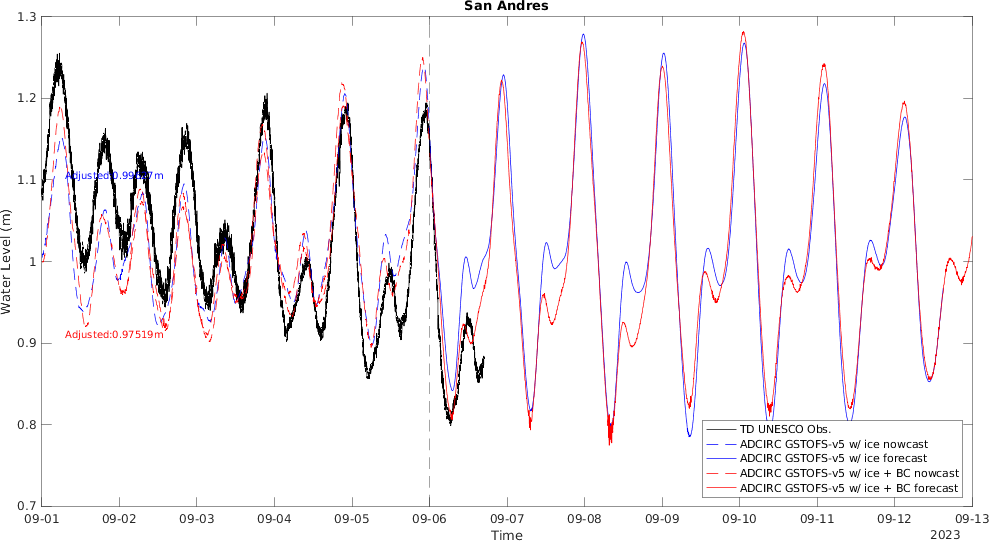 San Andres
1.3
1.2
1.1
1
0.9
0.8
0.7
Water Level (m)
Adjusted:0.97519m
09-01 09-02 09-03 09-04 09-05 09-06 09-07 09-08 09-09 09-10 09-11 09-12 09-13
Time
2023
TD UNESCO Obs.
ADCIRC GSTOFS-v5 w/ ice nowcast
ADCIRC GSTOFS-v5 w/ ice forecast
ADCIRC GSTOFS-v5 w/ ice + BC nowcast
ADCIRC GSTOFS-v5 w/ ice + BC forecast